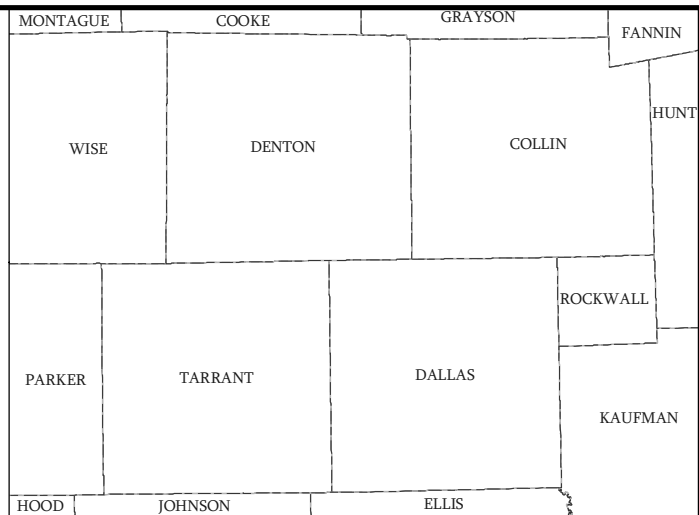 MONTAGUE
COOKE
GRAYSON
FANNIN
HUNT
WISE
DENTON
COLLIN
ROCKWALL
PARKER
TARRANT
DALLAS
KAUFMAN
HOOD
JOHNSON
ELLIS